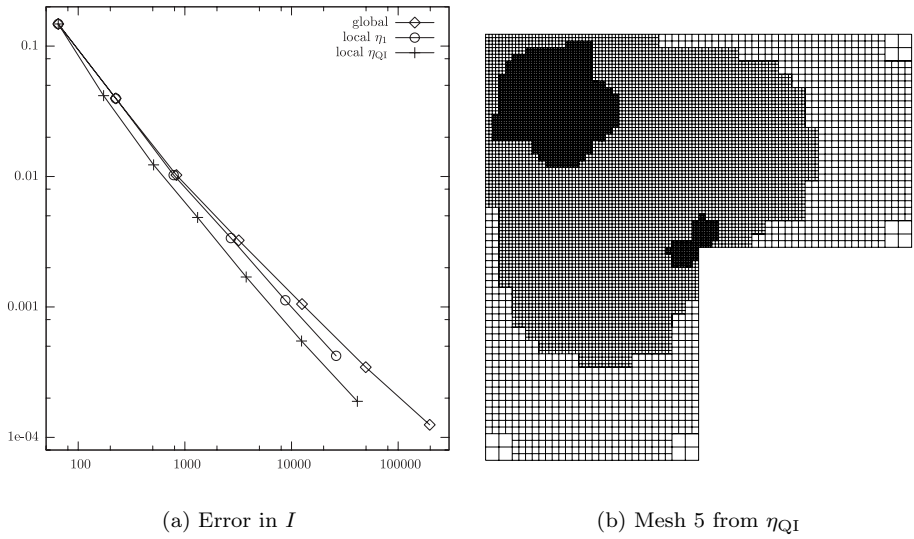 global
local η1
local ηQI
0.1
0.01
0.001
1e-04
100 1000 10000 100000
(a) Error in I
(b) Mesh 5 from ηQI